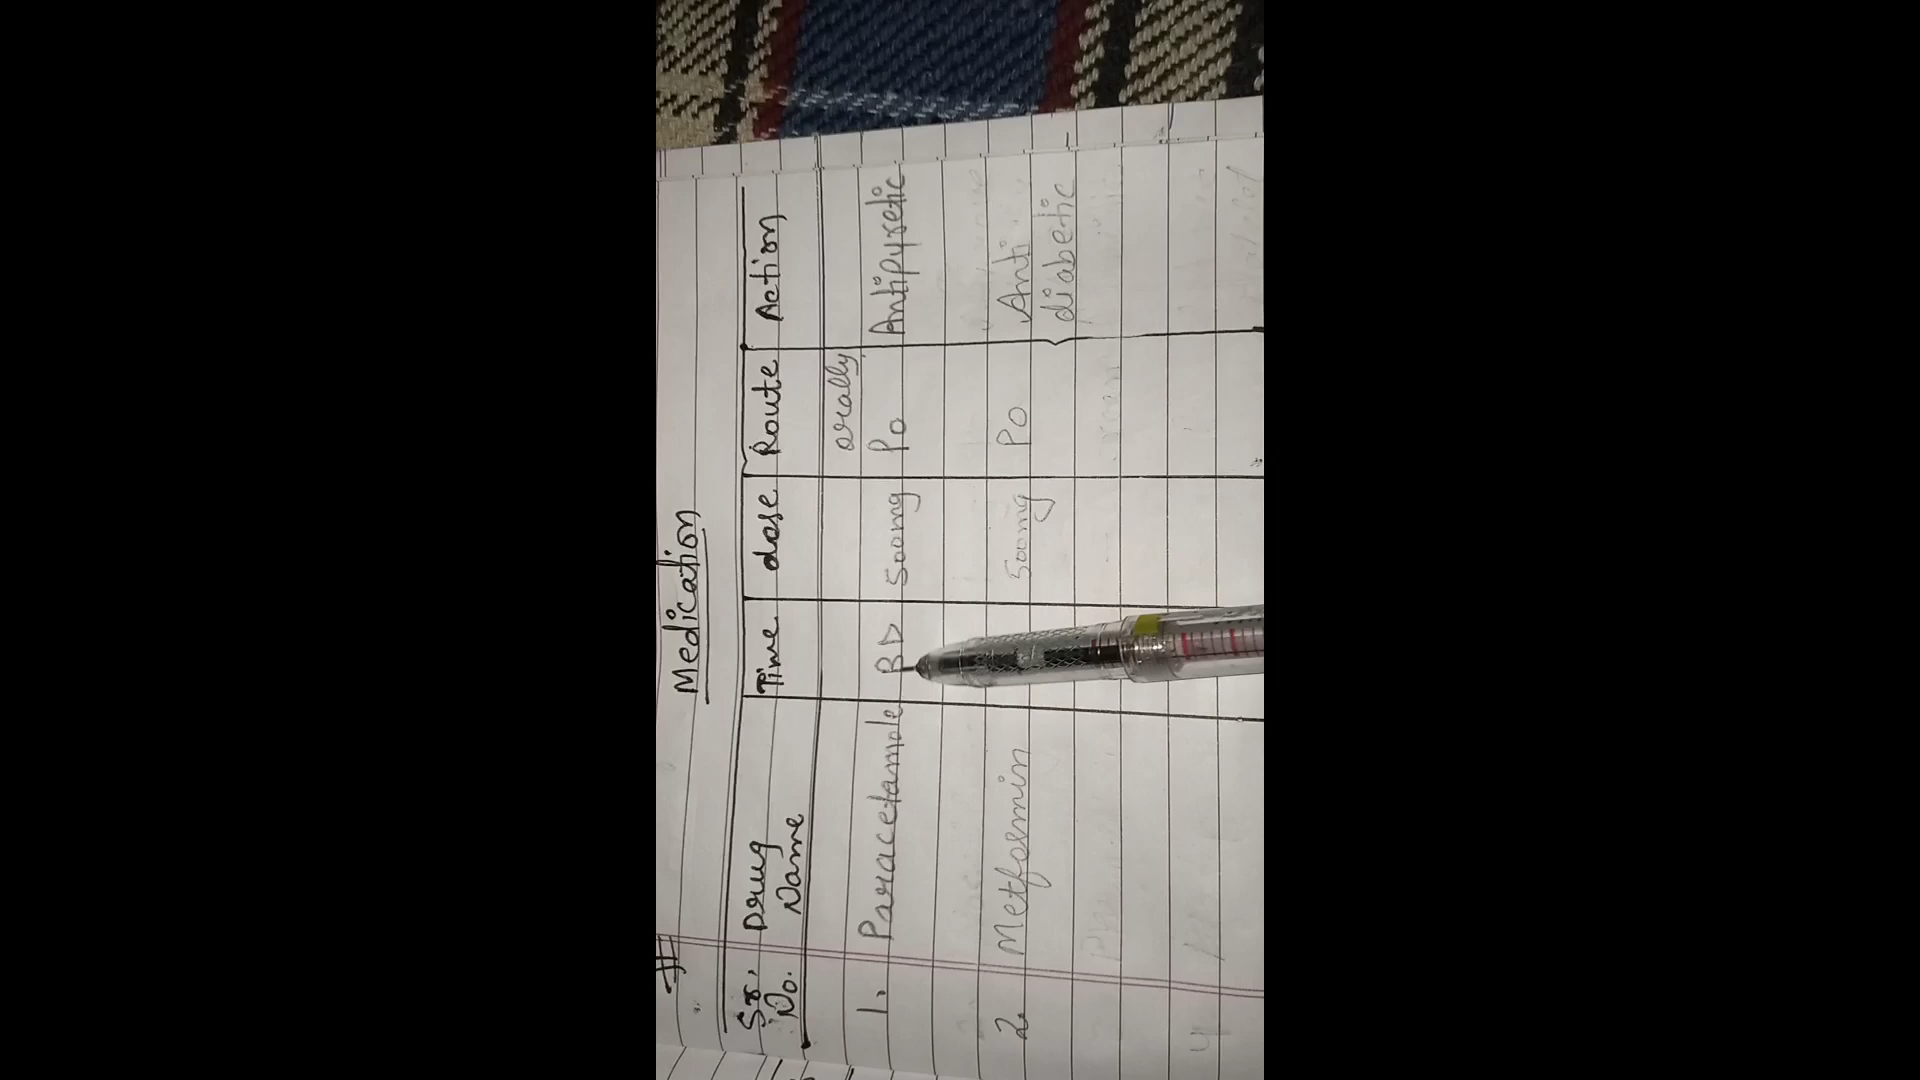 #
Medication
Sr. Drug Time dose Route Action
No. Name
orally
1. Paracetamole BD 500mg Po Antipyretic
2. Metformin 500mg Po Anti
diabetic